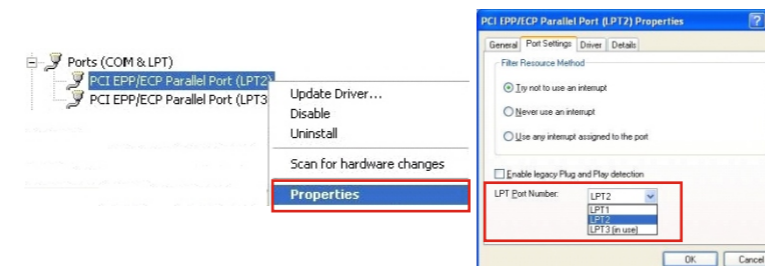 Ports (COM & LPT)
PCI EPP/ECP Parallel Port (LPT2)
PCI EPP/ECP Parallel Port (LPT3
Update Driver...
Disable
Uninstall
Scan for hardware changes
Properties
PCI EPP/ECP Parallel Port (LPT2) Properties
General Port Settings Driver Details
Filter Resource Method
Try not to use an interrupt
Never use an interrupt
Use any interrupt assigned to the port
Enable legacy Plug and Play detection
LPT Port Number: LPT2
LPT1
LPT2
LPT3 (in use)
OK Cancel